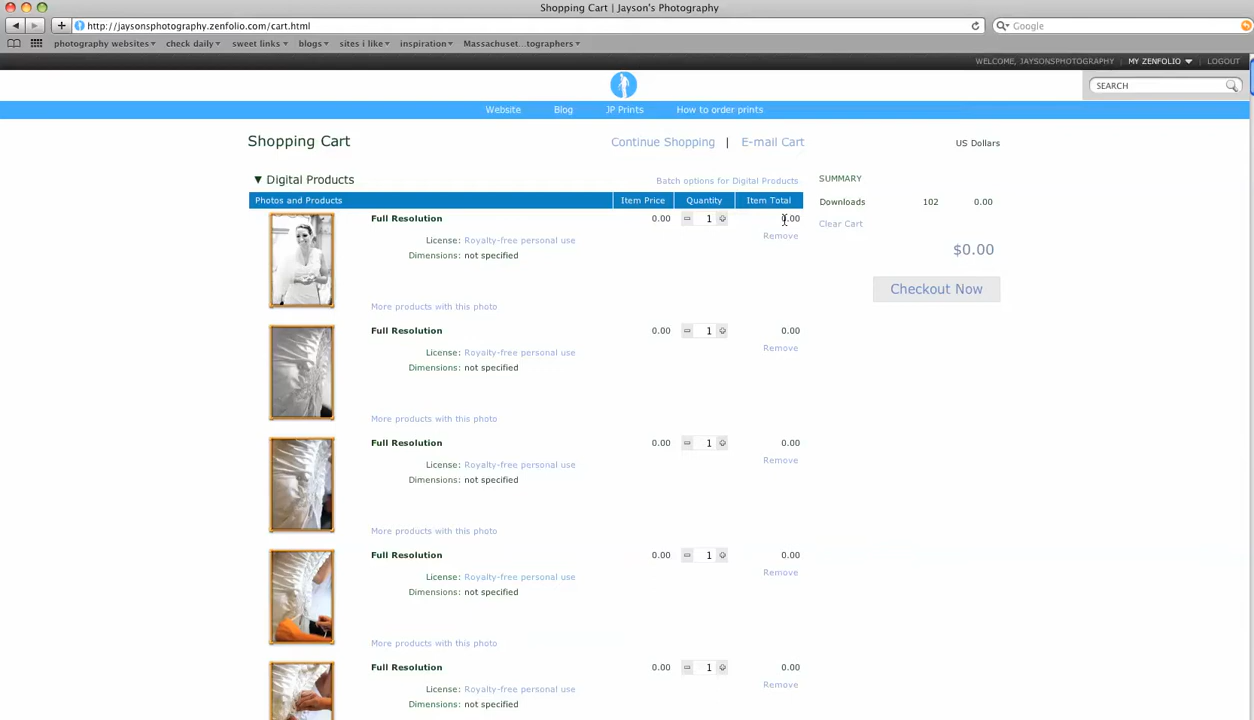 Shopping Cart | Jayson's Photography
http://jaysonsphotography.zenfolio.com/cart.html
Google
photography websites check daily sweet links blogs sites i like inspiration Massachuset...tographers
WELCOME, JAYSONSPHOTOGRAPHY | MY ZENFOLIO | LOGOUT
SEARCH
Website Blog JP Prints How to order prints
Shopping Cart Continue Shopping | E-mail Cart US Dollars
Digital Products Batch options for Digital Products SUMMARY
Photos and Products Item Price Quantity Item Total Downloads 102 0.00
Full Resolution 0.00 1 0.00 Clear Cart
Remove
License: Royalty-free personal use $0.00
Dimensions: not specified
Checkout Now
More products with this photo
Full Resolution 0.00 1 0.00
Remove
License: Royalty-free personal use
Dimensions: not specified
More products with this photo
Full Resolution 0.00 1 0.00
Remove
License: Royalty-free personal use
Dimensions: not specified
More products with this photo
Full Resolution 0.00 1 0.00
Remove
License: Royalty-free personal use
Dimensions: not specified
More products with this photo
Full Resolution 0.00 1 0.00
Remove
License: Royalty-free personal use
Dimensions: not specified